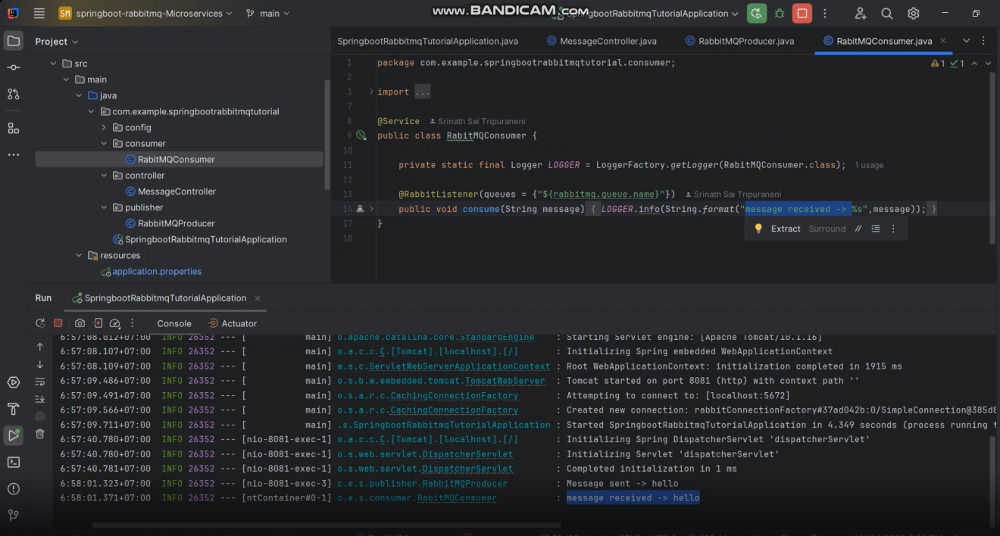 SM springboot-rabbitmq-Microservices main www.BANDICAM.com gbootRabbitmqTutorialApplication
Project
src
main
java
com.example.springbootrabbitmqtutorial
config
consumer
RabitMQConsumer
controller
MessageController
publisher
RabbitMQProducer
SpringbootRabbitmqTutorialApplication
resources
application.properties
SpringbootRabbitmqTutorialApplication.java MessageController.java RabbitMQProducer.java RabitMQConsumer.java
1 package com.example.springbootrabbitmqtutorial.consumer; 1 1
2
3 import ...
7
8 @Service Srinath Sai Tripuraneni
9 public class RabitMQConsumer {
10
11 private static final Logger LOGGER = LoggerFactory.getLogger(RabitMQConsumer.class); 1 usage
12
13 @RabbitListener(queues = {"${rabbitmq.queue.name}"}) Srinath Sai Tripuraneni
14 public void consume(String message) { LOGGER.info(String.format("message received -> %s",message)); }
17 }
Extract Surround //
18
Run SpringbootRabbitmqTutorialApplication
Console Actuator
6:57:08.012+07:00 INFO 26352 --- [ main] o.apache.catalina.core.StandardEngine : Starting Servlet engine: [Apache Tomcat/10.1.16]
6:57:08.107+07:00 INFO 26352 --- [ main] o.a.c.c.C.[Tomcat].[localhost].[/] : Initializing Spring embedded WebApplicationContext
6:57:08.109+07:00 INFO 26352 --- [ main] w.s.c.ServletWebServerApplicationContext : Root WebApplicationContext: initialization completed in 1915 ms
6:57:09.486+07:00 INFO 26352 --- [ main] o.s.b.w.embedded.tomcat.TomcatWebServer : Tomcat started on port 8081 (http) with context path ''
6:57:09.491+07:00 INFO 26352 --- [ main] o.s.a.r.c.CachingConnectionFactory : Attempting to connect to: [localhost:5672]
6:57:09.566+07:00 INFO 26352 --- [ main] o.s.a.r.c.CachingConnectionFactory : Created new connection: rabbitConnectionFactory#37ad042b:0/SimpleConnection@385d8
6:57:09.711+07:00 INFO 26352 --- [ main] .s.SpringbootRabbitmqTutorialApplication : Started SpringbootRabbitmqTutorialApplication in 4.349 seconds (process running f
6:57:40.780+07:00 INFO 26352 --- [nio-8081-exec-1] o.a.c.c.C.[Tomcat].[localhost].[/] : Initializing Spring DispatcherServlet 'dispatcherServlet'
6:57:40.780+07:00 INFO 26352 --- [nio-8081-exec-1] o.s.web.servlet.DispatcherServlet : Initializing Servlet 'dispatcherServlet'
6:57:40.781+07:00 INFO 26352 --- [nio-8081-exec-1] o.s.web.servlet.DispatcherServlet : Completed initialization in 1 ms
6:58:01.323+07:00 INFO 26352 --- [nio-8081-exec-3] c.e.s.publisher.RabbitMQProducer : Message sent -> hello
6:58:01.371+07:00 INFO 26352 --- [ntContainer#0-1] c.e.s.consumer.RabitMQConsumer : message received -> hello